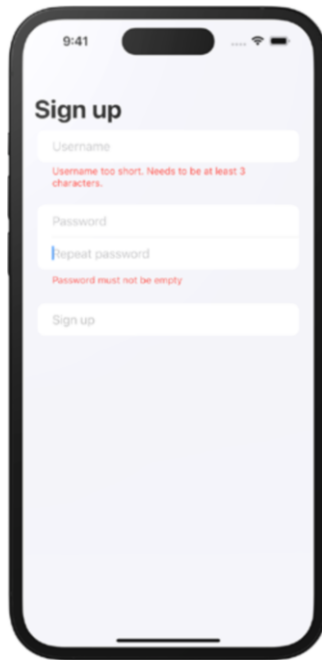 9:41
Sign up
Username
Username too short. Needs to be at least 3
characters.
Password
Repeat password
Password must not be empty
Sign up